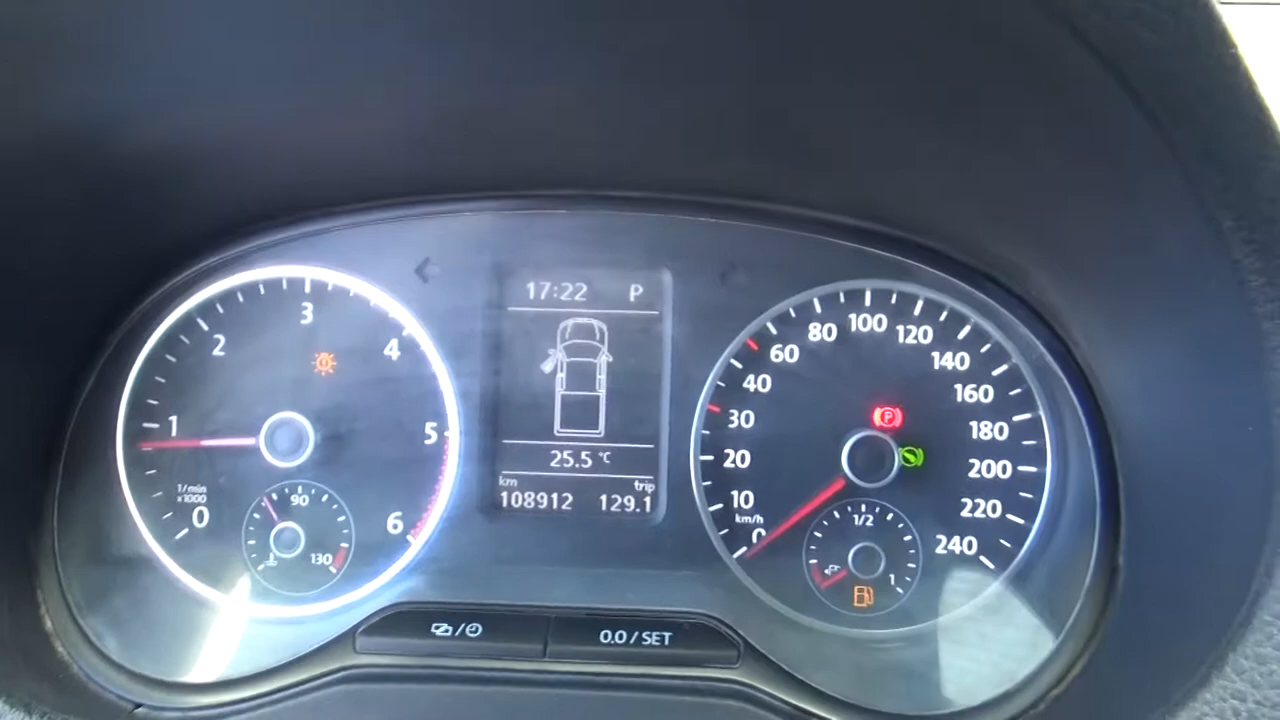 17:22 P
25.5 °C
km trip
108912 129.1
0 1 2 3 4 5 6
1/min
x1000
90
130
0 10 20 30 40 60 80 100 120 140 160 180 200 220 240
km/h
P
1/2
1
/
0.0 / SET